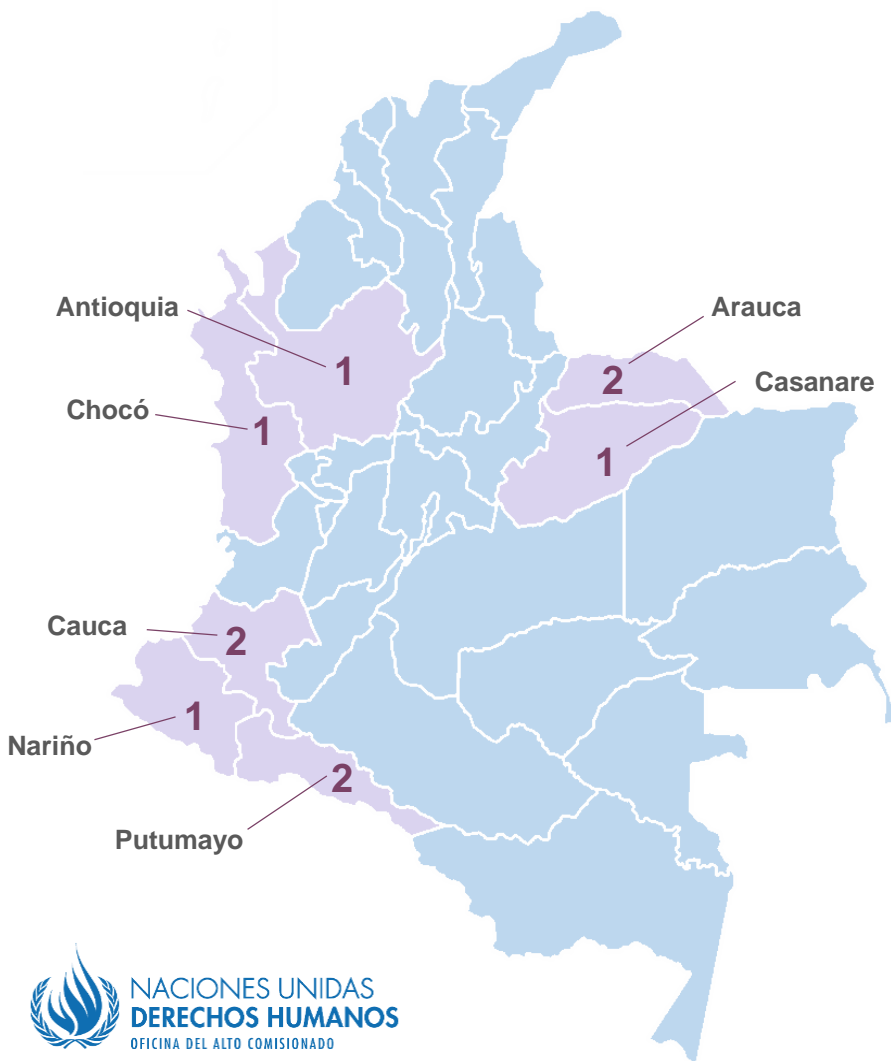 Antioquia
1
Chocó
1
Arauca
2
Casanare
1
Cauca
2
Nariño
1
Putumayo
2
NACIONES UNIDAS
DERECHOS HUMANOS
OFICINA DEL ALTO COMISIONADO